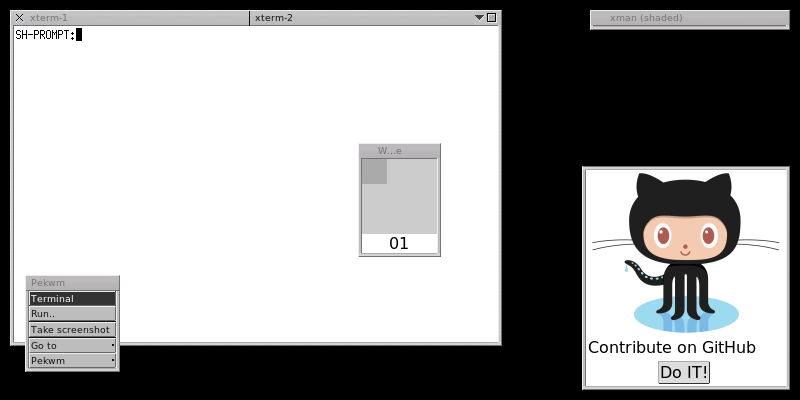 xterm-1
xterm-2
xman (shaded)
SH-PROMPT:
W...e
01
Pekwm
Terminal
Run..
Take screenshot
Go to
Pekwm
Contribute on GitHub
Do IT!